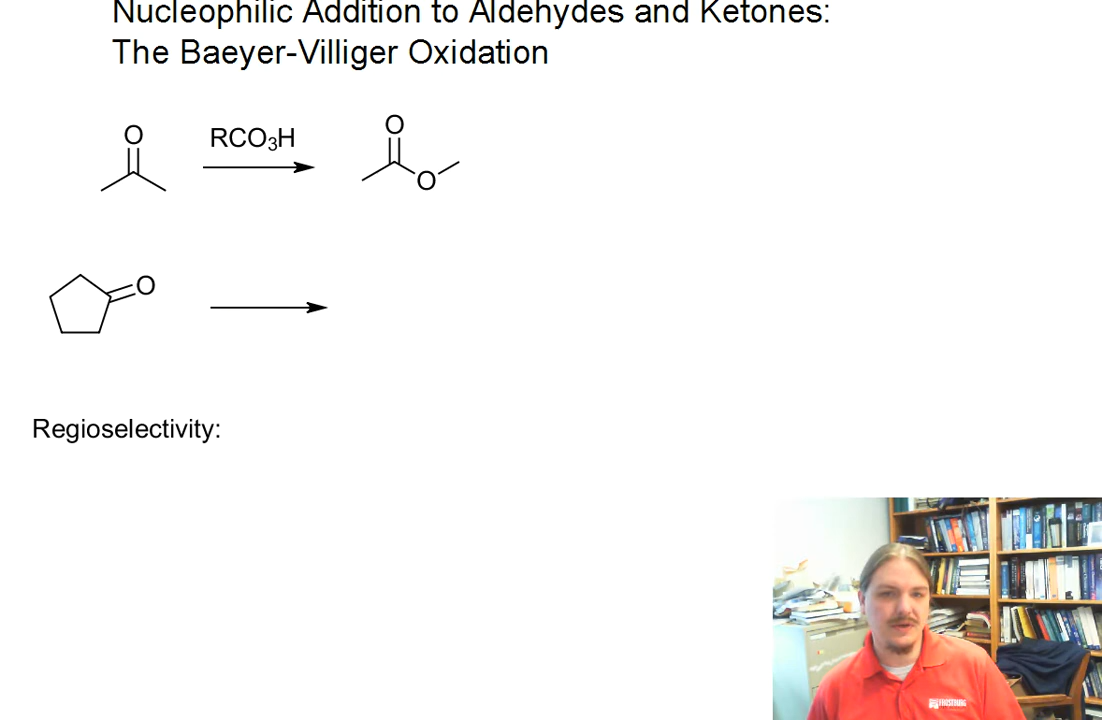 Nucleophilic Addition to Aldehydes and Ketones:
The Baeyer-Villiger Oxidation
O
RCO₃H
O
O
O
Regioselectivity: